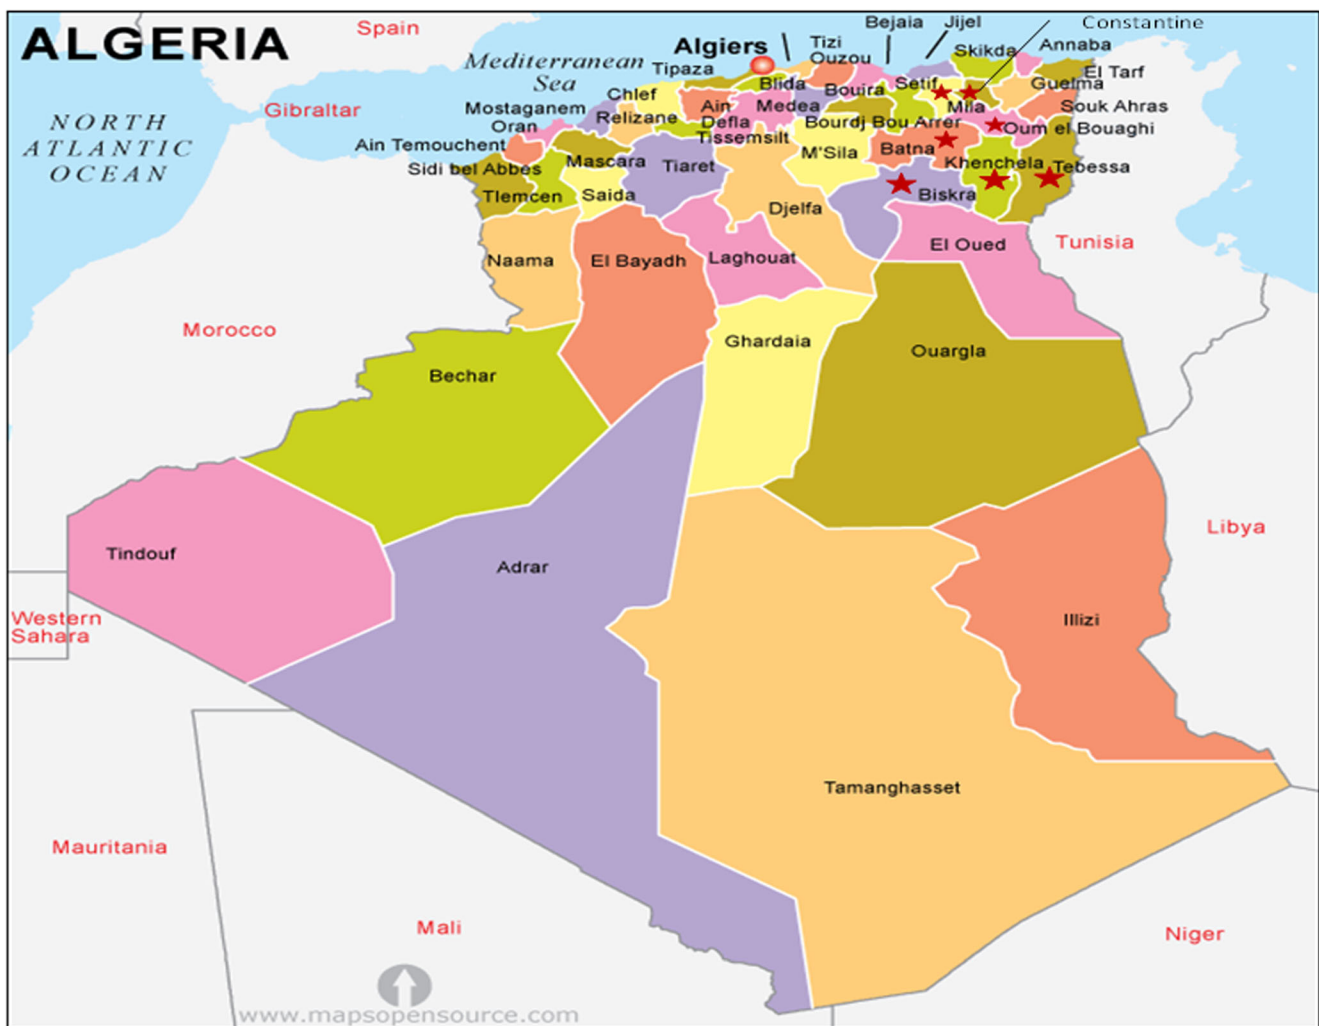 ALGERIA
Spain
Bejaia
Jijel
Constantine
Algiers
Tizi
Ouzou
Skikda
Annaba
Mediterranean
Sea
Tipaza
Blida
Bouira
Setif
El Tarf
Guelma
Gibraltar
Chlef
Mostaganem
Oran
Relizane
Ain
Defla
Medea
Mila
Souk Ahras
NORTH
ATLANTIC
OCEAN
Bourdj Bou Arrer
Oum el Bouaghi
Ain Temouchent
Tissemsilt
M'Sila
Batna
Khenchela
Tebessa
Sidi bel Abbes
Mascara
Tiaret
Tlemcen
Saida
Biskra
Djelfa
Naama
El Bayadh
Laghouat
El Oued
Tunisia
Morocco
Ghardaia
Ouargla
Bechar
Tindouf
Adrar
Libya
Western
Sahara
Illizi
Tamanghasset
Mauritania
Mali
Niger
www.mapsopensource.com